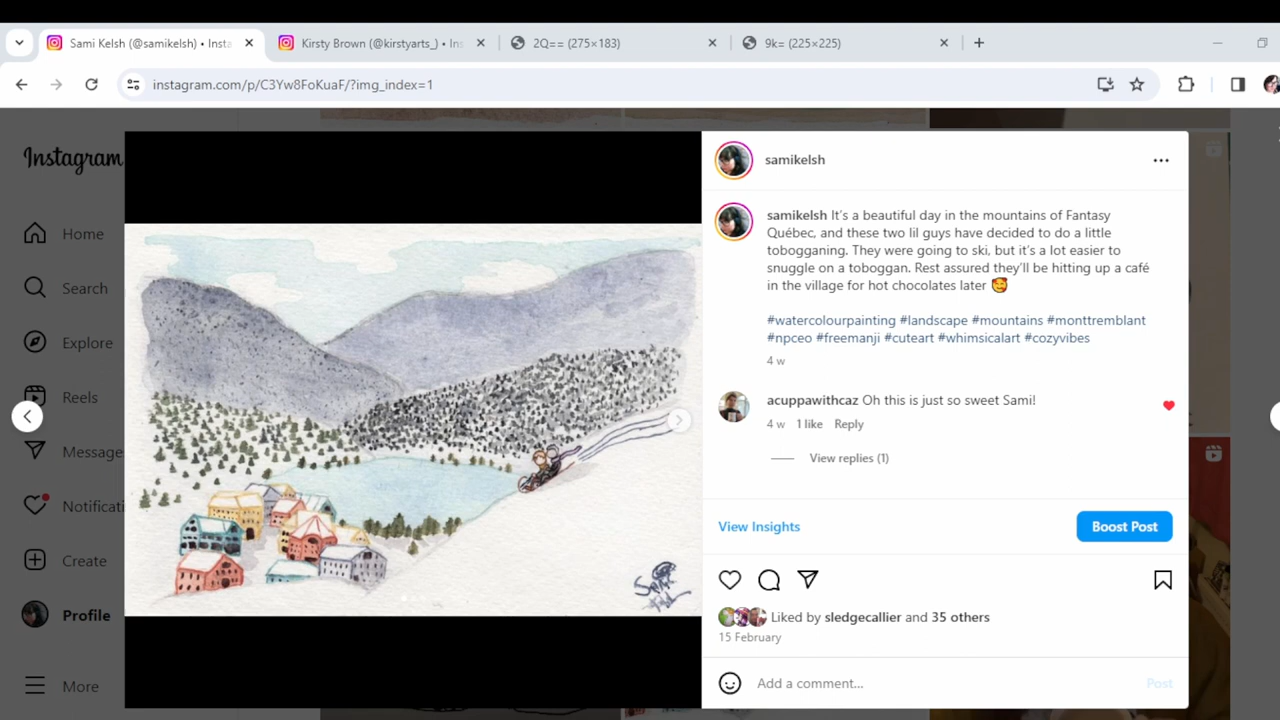 Sami Kelsh (@samikelsh) • Insta
Kirsty Brown (@kirstyarts_) • Ins
2Q== (275×183)
9k= (225×225)
instagram.com/p/C3Yw8FoKuaF/?img_index=1
Instagram
Home
Search
Explore
Reels
Message
Notificati
Create
Profile
More
samikelsh
samikelsh It's a beautiful day in the mountains of Fantasy
Québec, and these two lil guys have decided to do a little
tobogganing. They were going to ski, but it's a lot easier to
snuggle on a toboggan. Rest assured they'll be hitting up a café
in the village for hot chocolates later 🥰
#watercolourpainting #landscape #mountains #monttremblant
#npceo #freemanji #cuteart #whimsicalart #cozyvibes
4 w
acuppawithcaz Oh this is just so sweet Sami!
4 w 1 like Reply
View replies (1)
View Insights
Boost Post
Liked by sledgecallier and 35 others
15 February
Add a comment...
Post